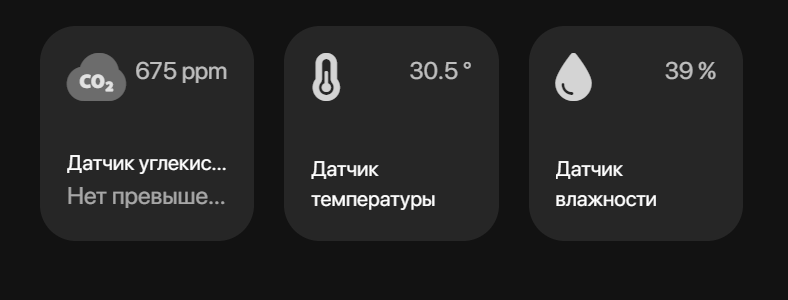 CO₂ 675 ppm
Датчик углекис...
Нет превыше...
30.5 °
Датчик
температуры
39 %
Датчик
влажности